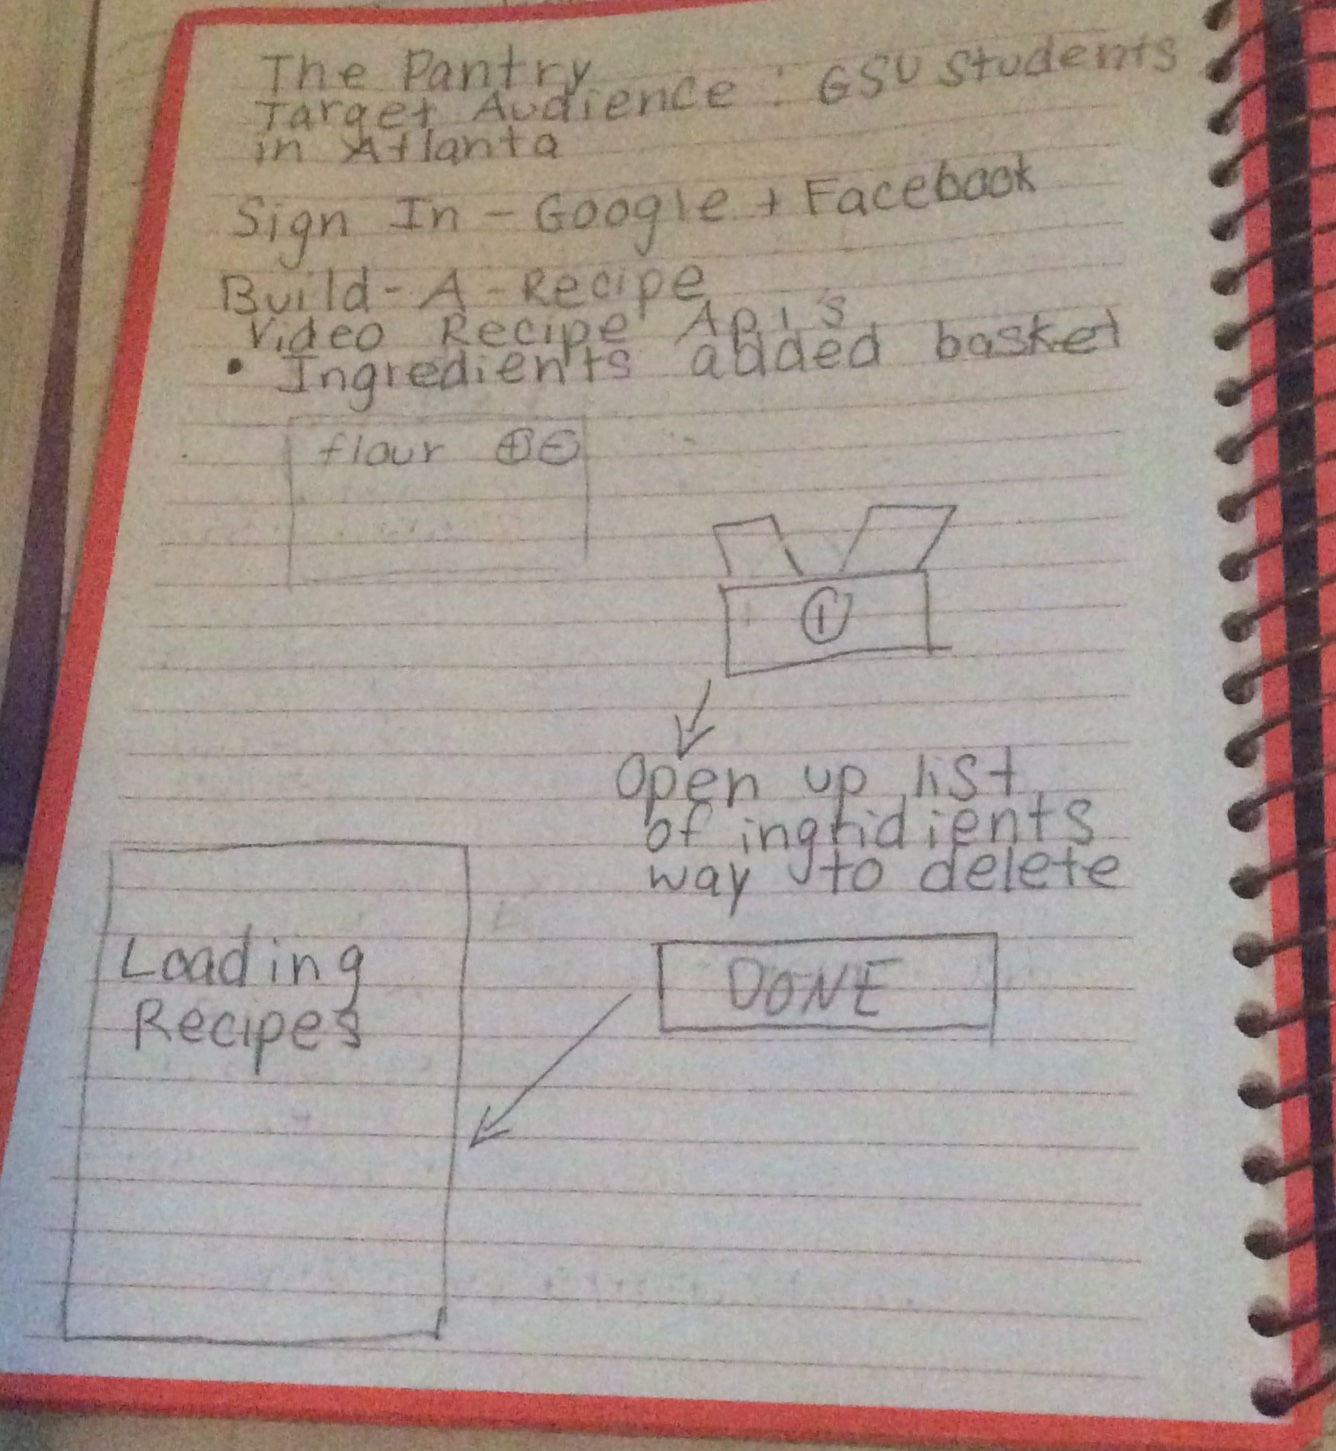 The Pantry
Target Audience : GSU Students
in Atlanta
Sign In - Google + Facebook
Build-A-Recipe
Video Recipe Api's
• Ingredients added basket
flour ⊕⊖
①
Open up list
of ingridients
way to delete
DONE
Loading
Recipes